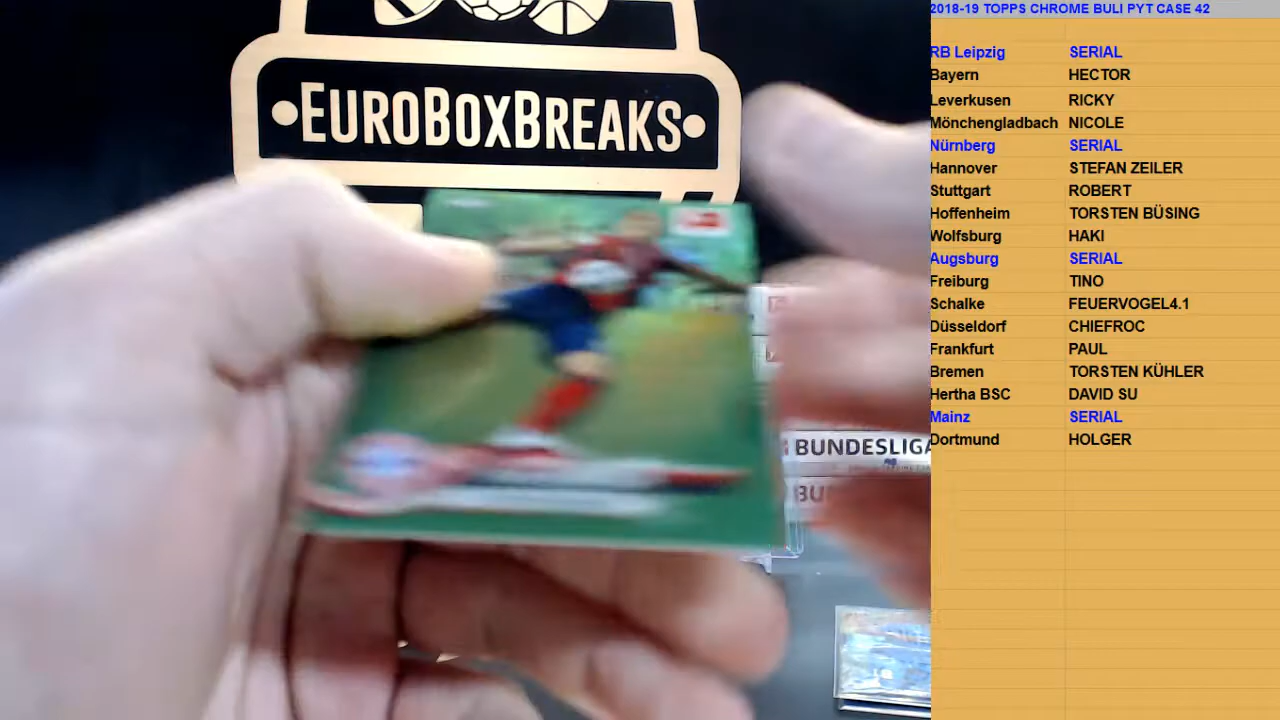 EUROBOXBREAKS
BUNDESLIGA
BU
2018-19 TOPPS CHROME BULI PYT CASE 42
RB Leipzig SERIAL
Bayern HECTOR
Leverkusen RICKY
Mönchengladbach NICOLE
Nürnberg SERIAL
Hannover STEFAN ZEILER
Stuttgart ROBERT
Hoffenheim TORSTEN BÜSING
Wolfsburg HAKI
Augsburg SERIAL
Freiburg TINO
Schalke FEUERVOGEL4.1
Düsseldorf CHIEFROC
Frankfurt PAUL
Bremen TORSTEN KÜHLER
Hertha BSC DAVID SU
Mainz SERIAL
Dortmund HOLGER